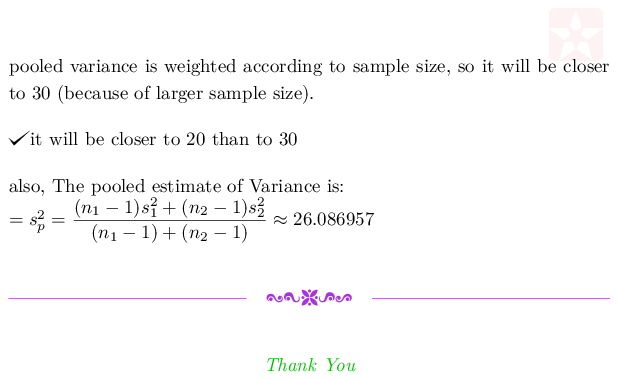 pooled variance is weighted according to sample size, so it will be closer
to 30 (because of larger sample size).
✓it will be closer to 20 than to 30
also, The pooled estimate of Variance is:
= s_p^2 = \frac{(n_1 − 1)s_1^2 + (n_2 − 1)s_2^2}{(n_1 − 1) + (n_2 − 1)} ≈ 26.086957
Thank You